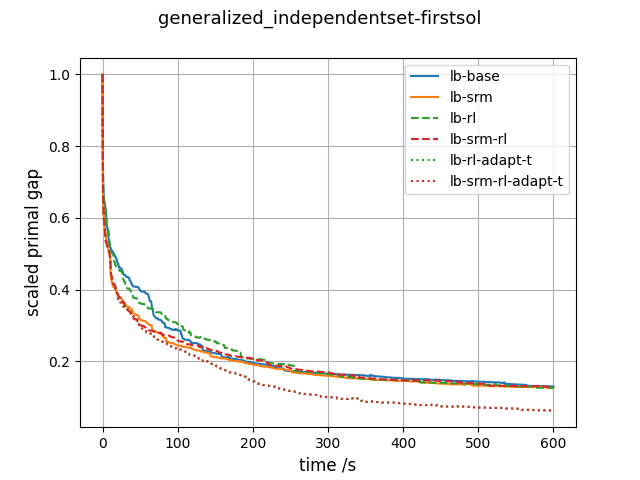 generalized_independentset-firstsol
scaled primal gap
1.0
0.8
0.6
0.4
0.2
lb-base
lb-srm
lb-rl
lb-srm-rl
lb-rl-adapt-t
lb-srm-rl-adapt-t
0 100 200 300 400 500 600
time /s